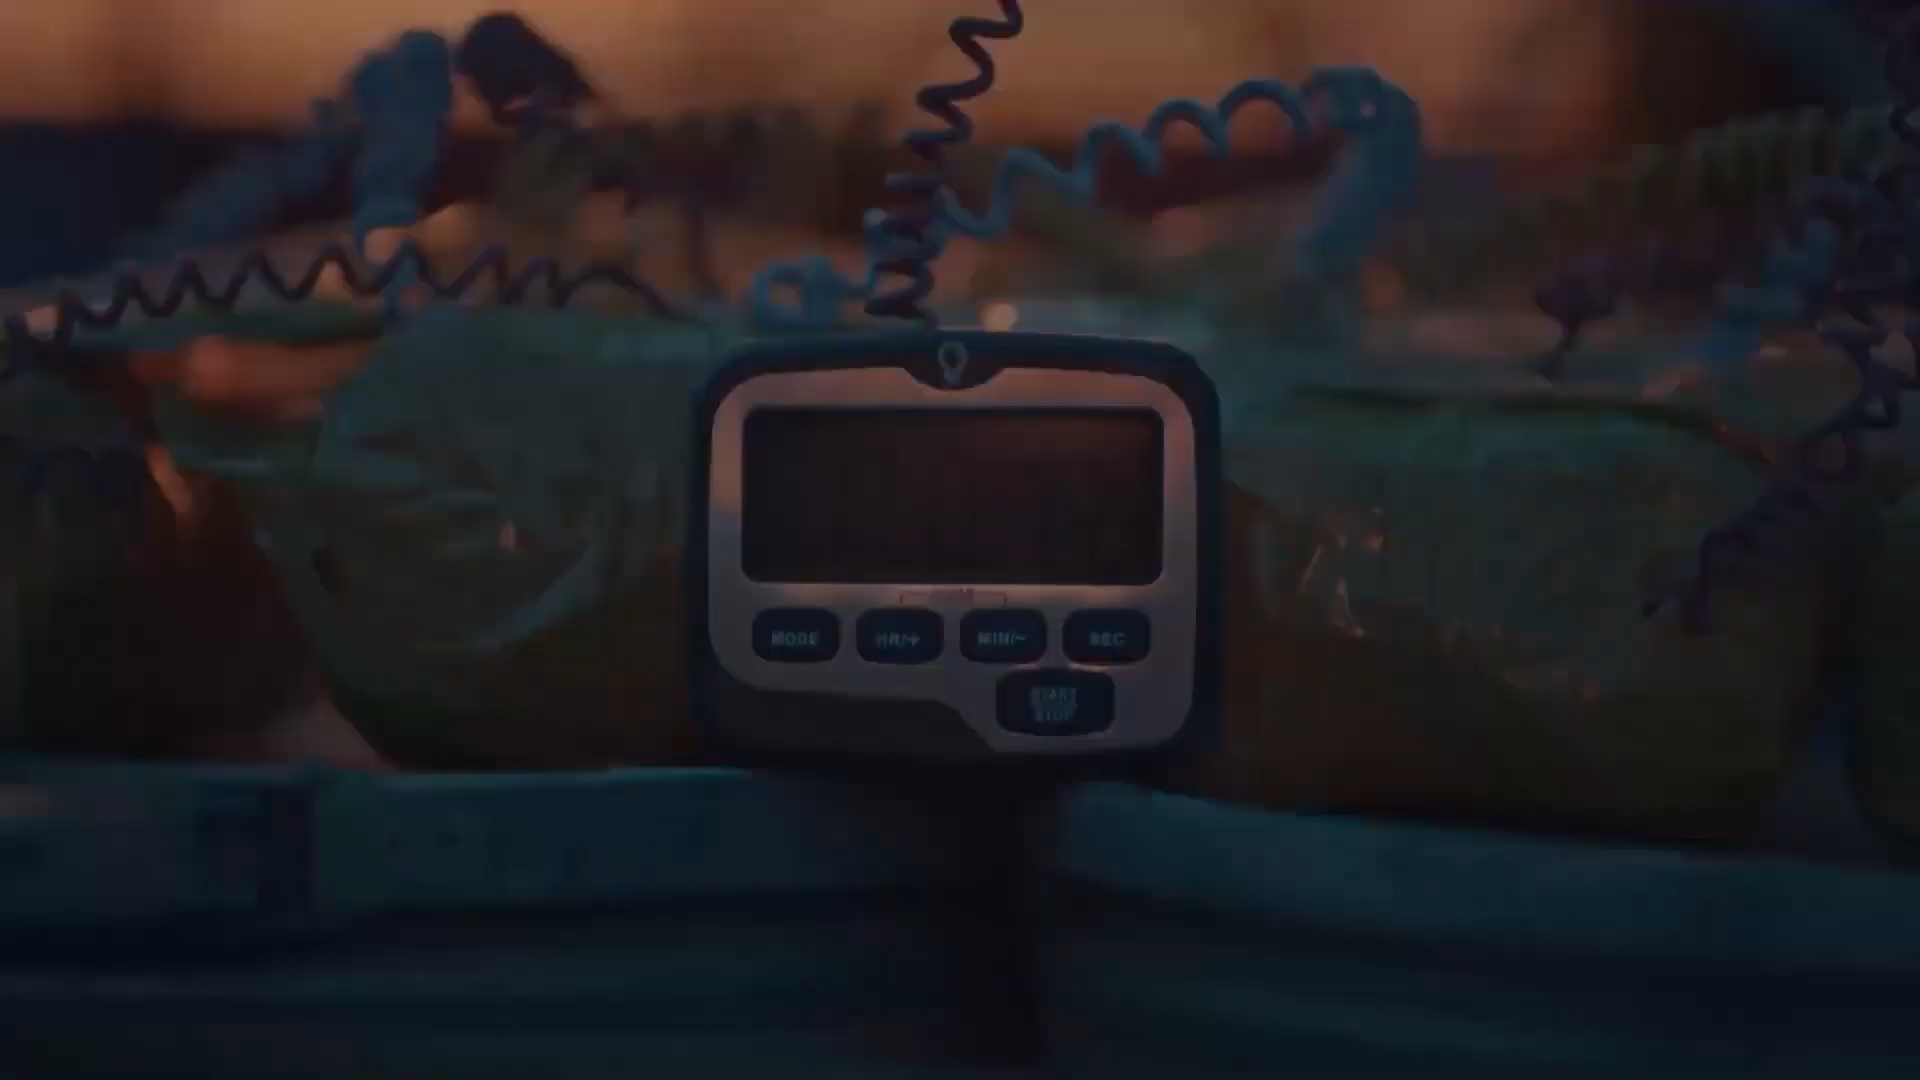 MODE
HR/+
MIN/-
REC
START
STOP